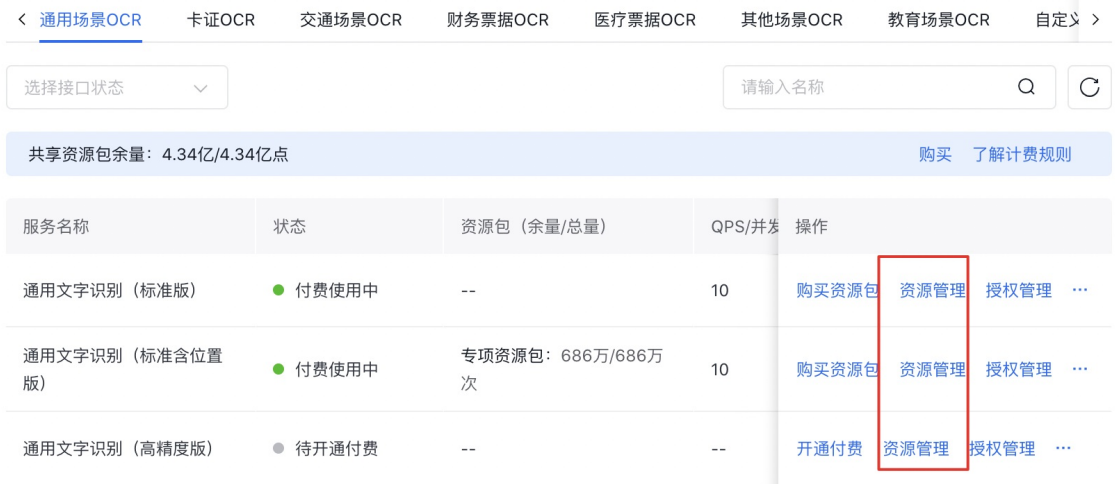 通用场景OCR 卡证OCR 交通场景OCR 财务票据OCR 医疗票据OCR 其他场景OCR 教育场景OCR 自定义
选择接口状态 请输入名称
共享资源包余量：4.34亿/4.34亿点 购买 了解计费规则
服务名称 状态 资源包（余量/总量） QPS/并发 操作
通用文字识别（标准版） 付费使用中 -- 10 购买资源包 资源管理 授权管理 ···
通用文字识别（标准含位置
版） 付费使用中 专项资源包：686万/686万
次 10 购买资源包 资源管理 授权管理 ···
通用文字识别（高精度版） 待开通付费 -- -- 开通付费 资源管理 授权管理 ···